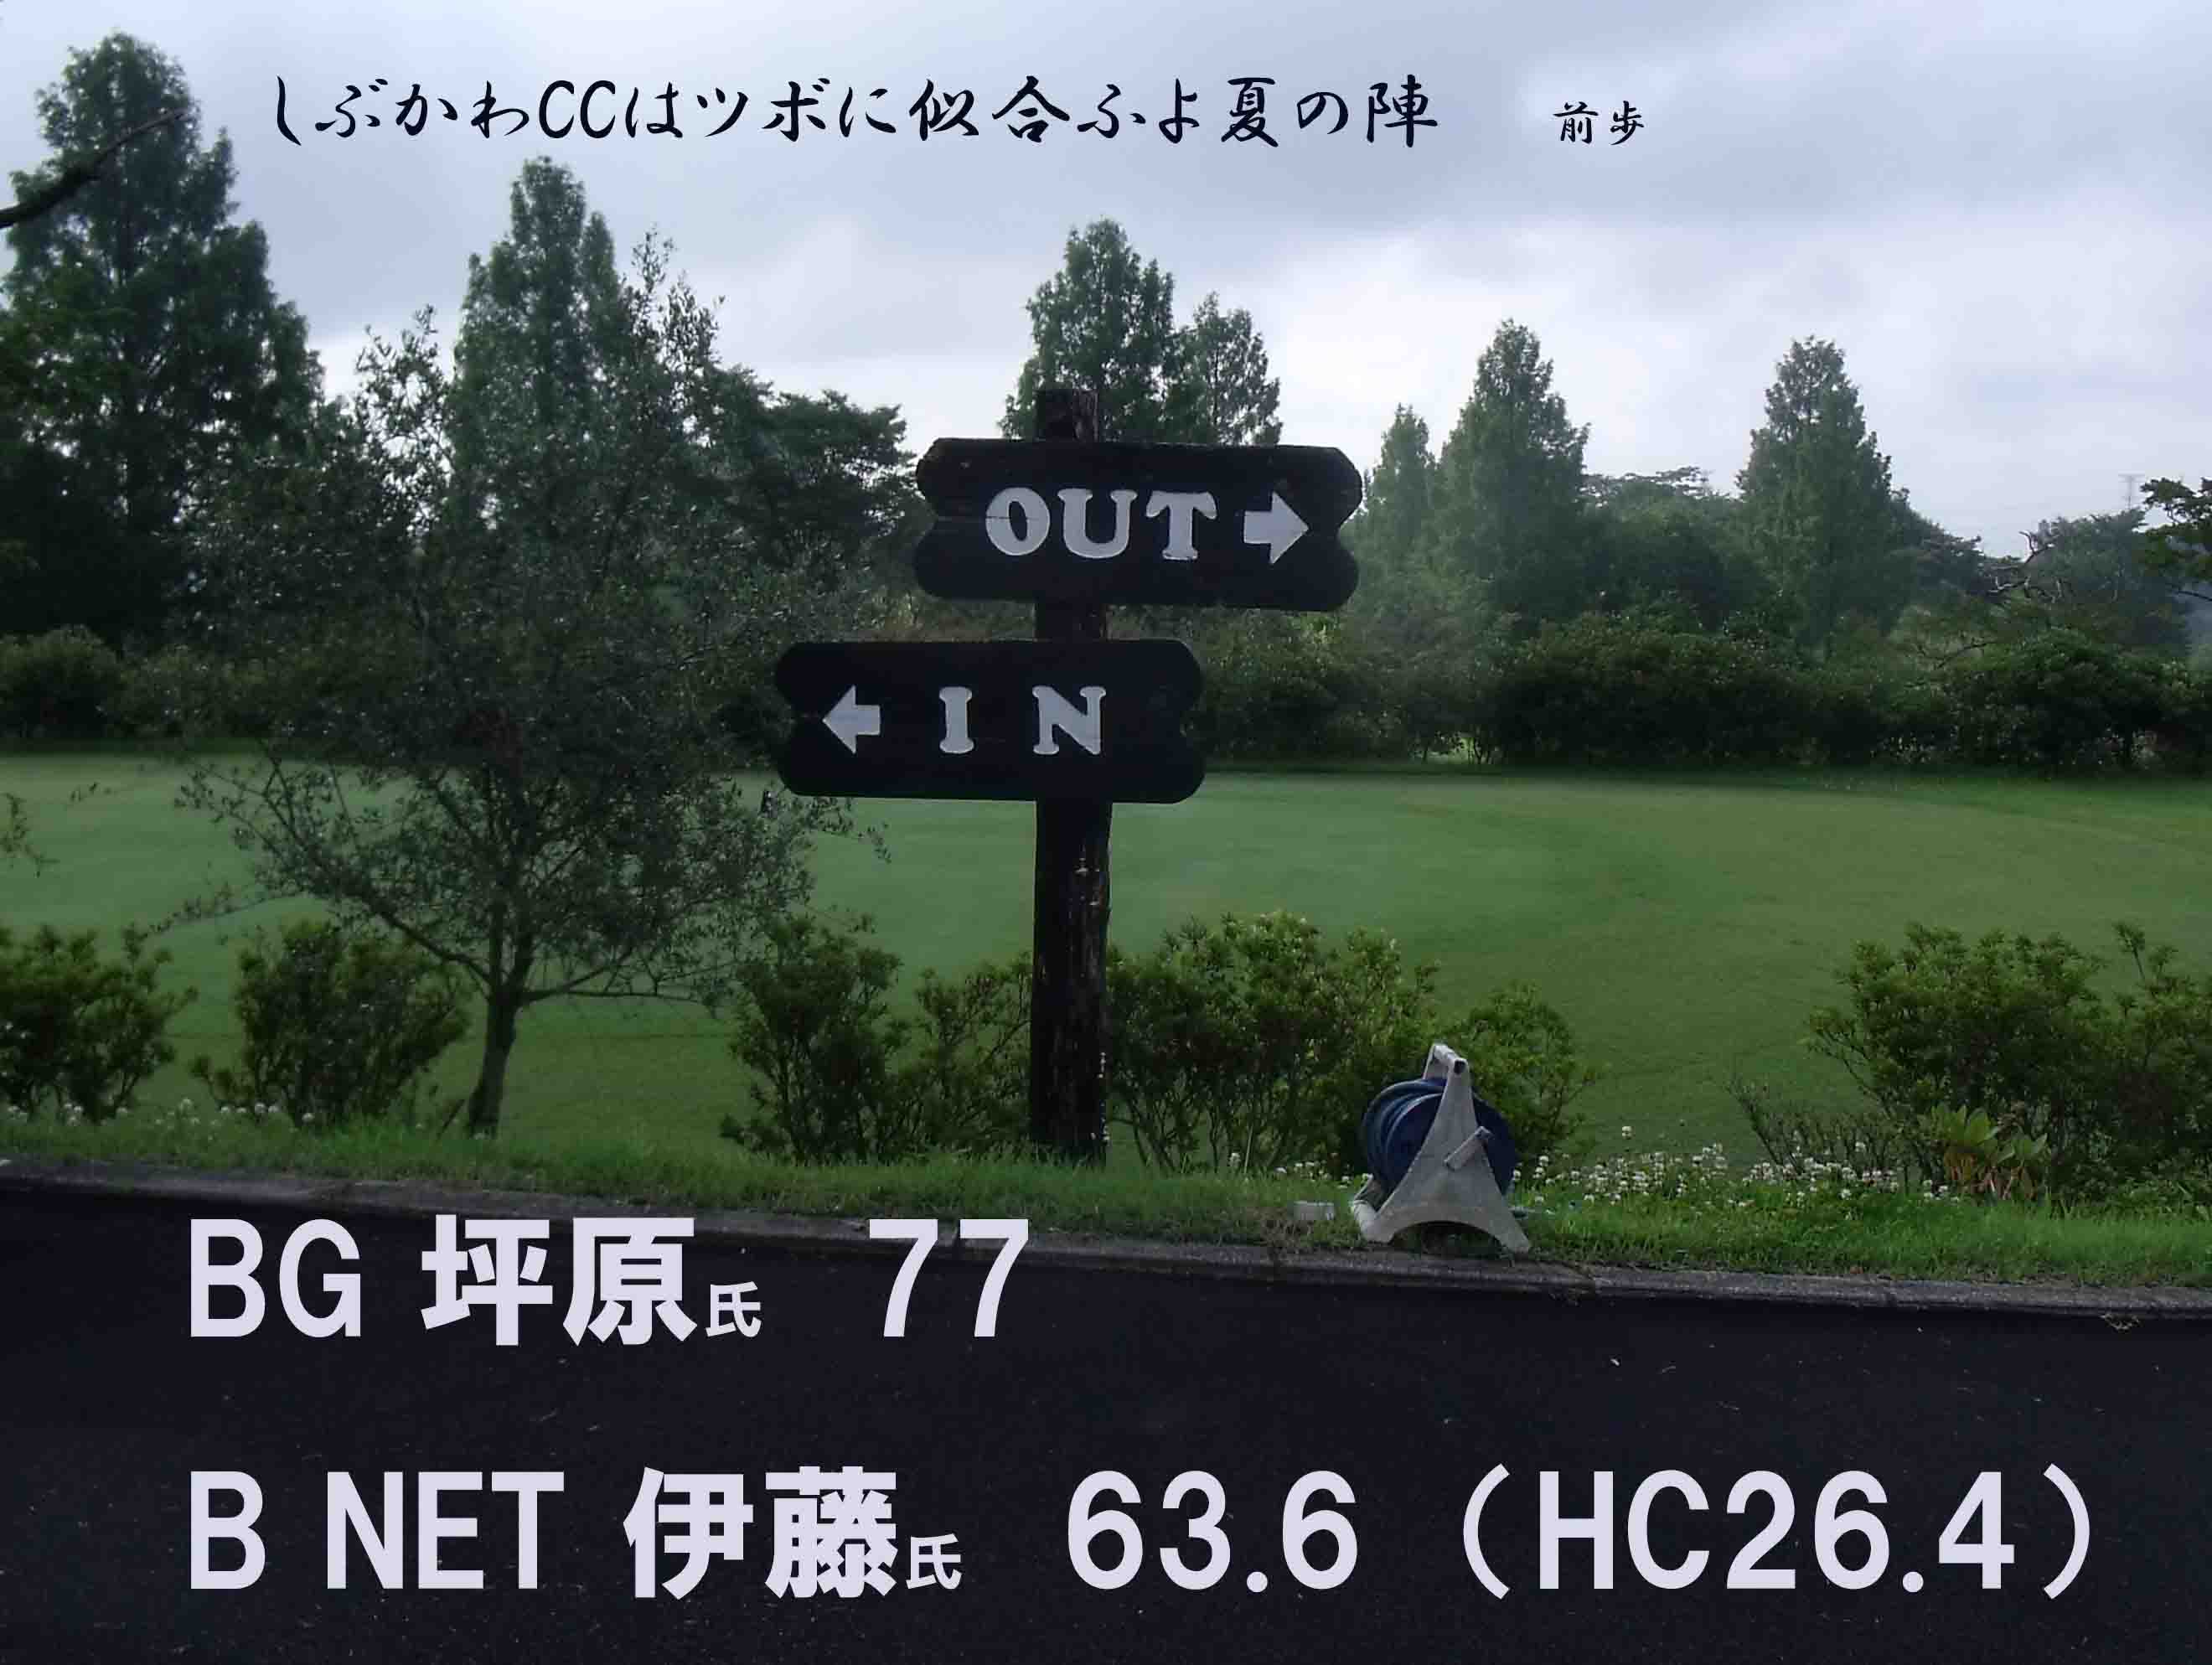 しぶかわCCはツボに似合ふよ夏の陣　前歩
OUT→
←IN
BG 坪原氏　77
B NET 伊藤氏　63.6（HC26.4）